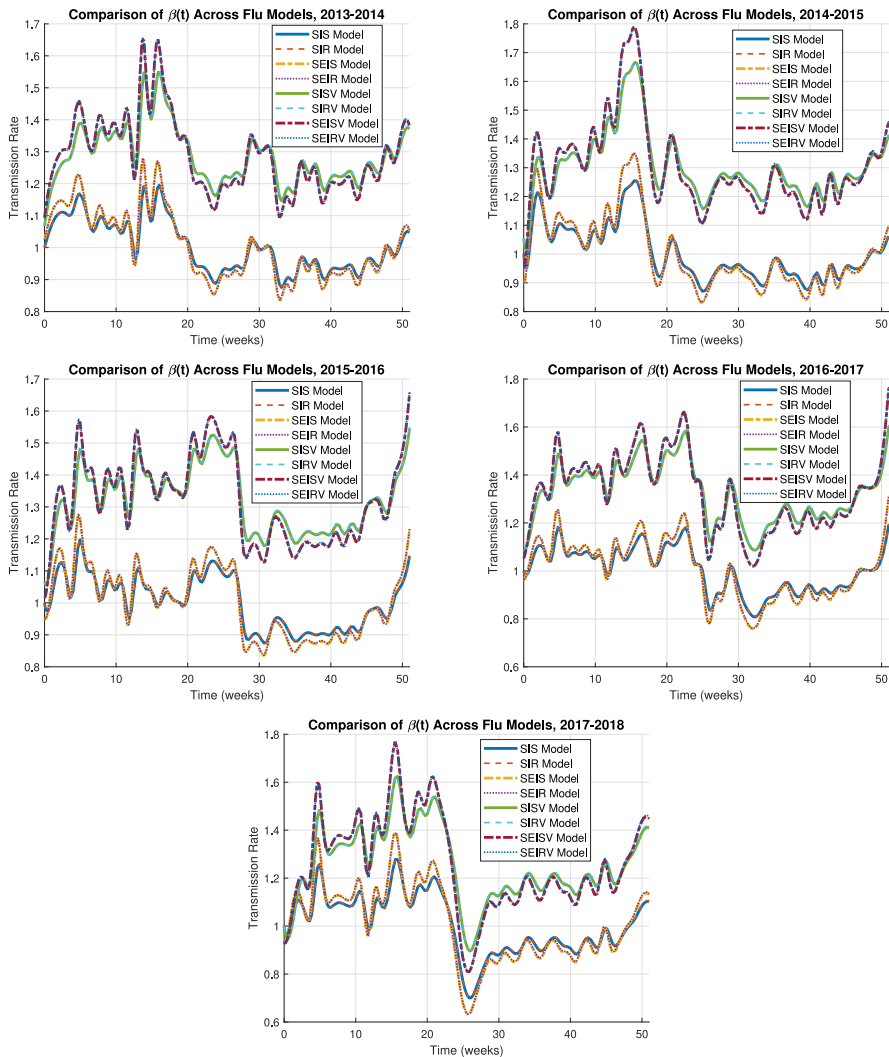 Comparison of β(t) Across Flu Models, 2013-2014
1.7
1.6
1.5
1.4
1.3
1.2
1.1
1
0.9
0.8
Transmission Rate
0 10 20 30 40 50
Time (weeks)
SIS Model
SIR Model
SEIS Model
SEIR Model
SISV Model
SIRV Model
SEISV Model
SEIRV Model
Comparison of β(t) Across Flu Models, 2014-2015
1.8
1.7
1.6
1.5
1.4
1.3
1.2
1.1
1
0.9
0.8
Transmission Rate
0 10 20 30 40 50
Time (weeks)
SIS Model
SIR Model
SEIS Model
SEIR Model
SISV Model
SIRV Model
SEISV Model
SEIRV Model
Comparison of β(t) Across Flu Models, 2015-2016
1.7
1.6
1.5
1.4
1.3
1.2
1.1
1
0.9
0.8
Transmission Rate
0 10 20 30 40 50
Time (weeks)
SIS Model
SIR Model
SEIS Model
SEIR Model
SISV Model
SIRV Model
SEISV Model
SEIRV Model
Comparison of β(t) Across Flu Models, 2016-2017
1.8
1.6
1.4
1.2
1
0.8
0.6
Transmission Rate
0 10 20 30 40 50
Time (weeks)
SIS Model
SIR Model
SEIS Model
SEIR Model
SISV Model
SIRV Model
SEISV Model
SEIRV Model
Comparison of β(t) Across Flu Models, 2017-2018
1.8
1.6
1.4
1.2
1
0.8
0.6
Transmission Rate
0 10 20 30 40 50
Time (weeks)
SIS Model
SIR Model
SEIS Model
SEIR Model
SISV Model
SIRV Model
SEISV Model
SEIRV Model